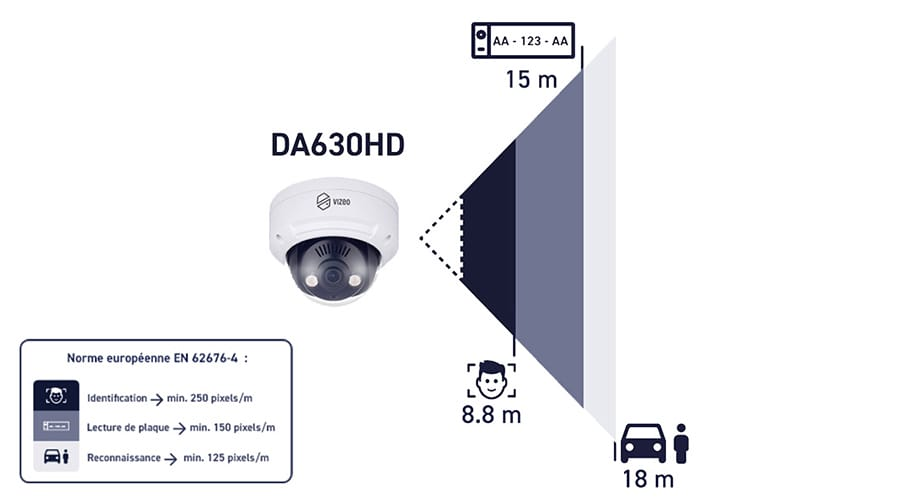 AA - 123 - AA
15 m
DA630HD
VIZEO
8.8 m
18 m
Norme européenne EN 62676-4 :
Identification → min. 250 pixels/m
Lecture de plaque → min. 150 pixels/m
Reconnaissance → min. 125 pixels/m